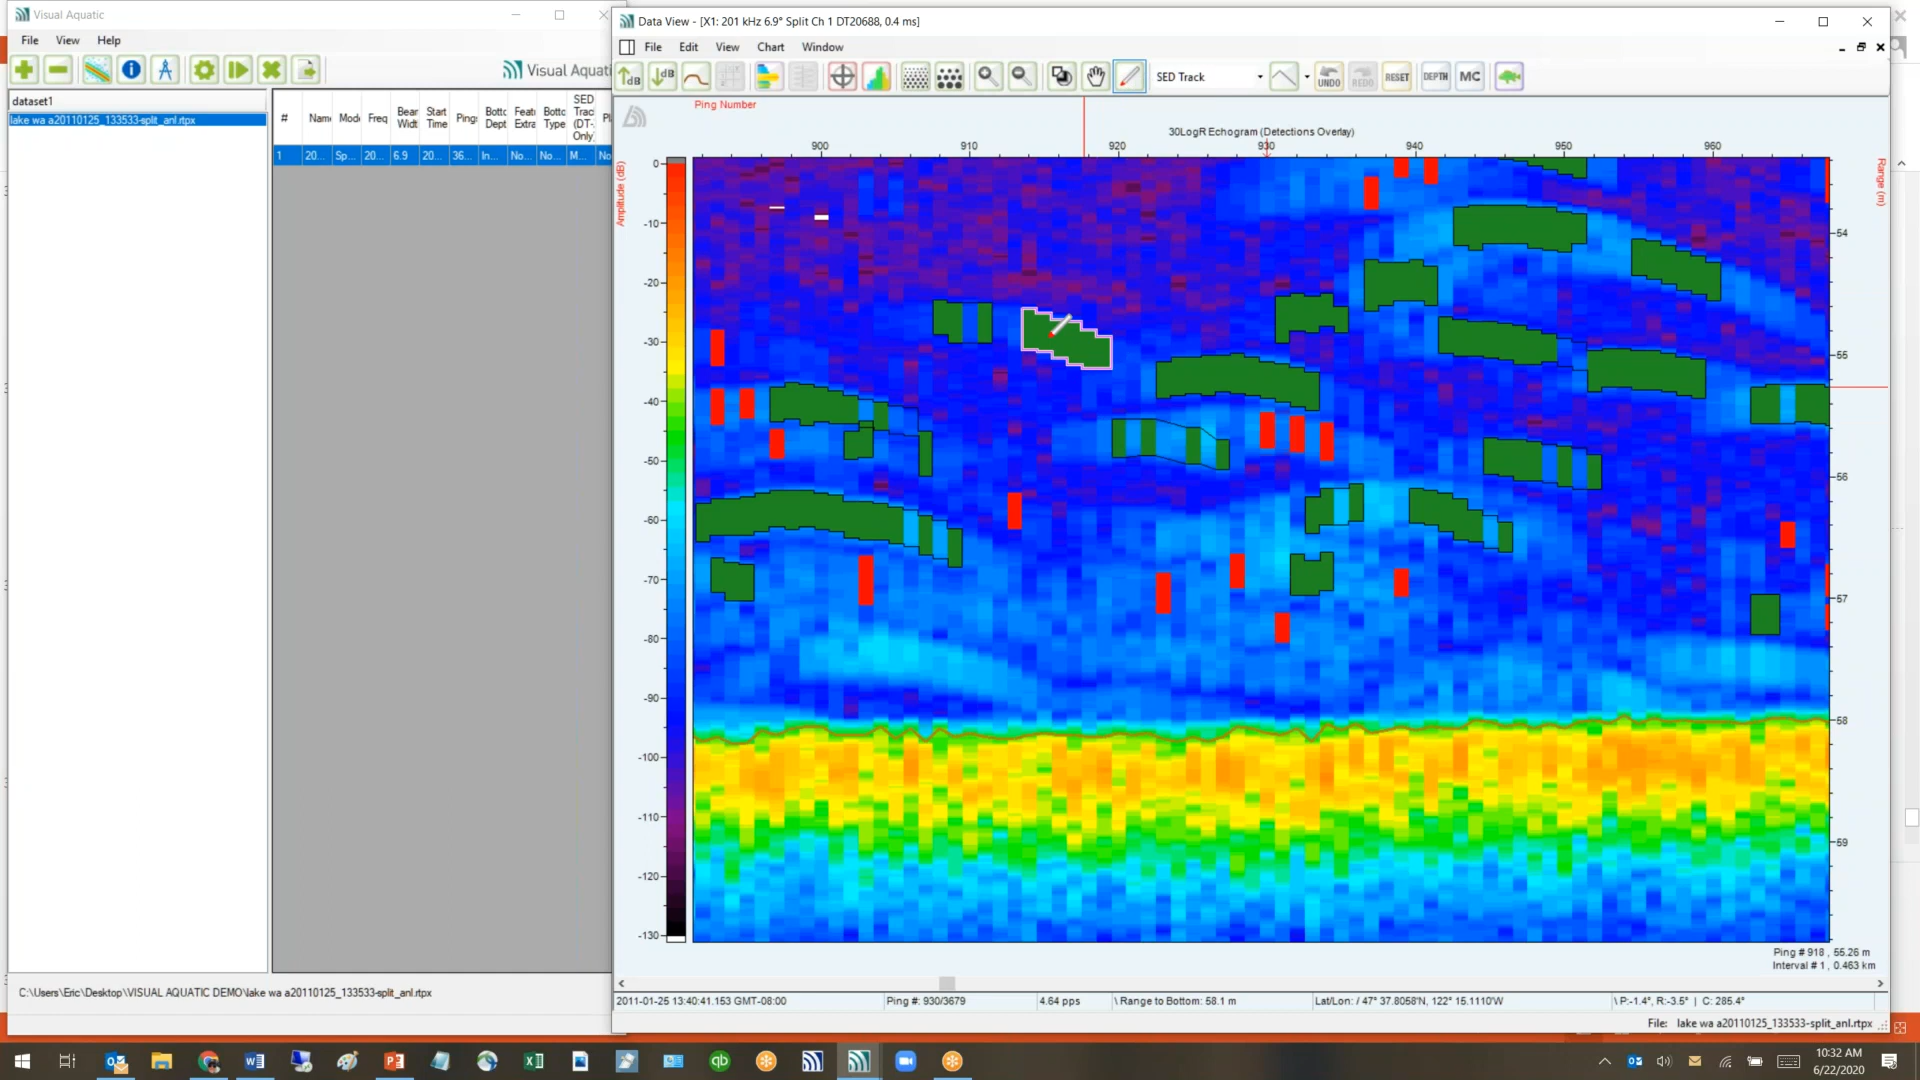 Visual Aquatic
File View Help
Visual Aquati
dataset1
lake wa a20110125_133533-split_anl.rtpx
# Name Mode Freq Bear Widt Start Time Ping: Bottc Dept Feat Extra Bottc Type SED Trac (DT- Only) Pl
1 20... Sp... 20... 6.9 20... 36... In... No... No... M... No
C:\Users\Eric\Desktop\VISUAL AQUATIC DEMO\lake wa a20110125_133533-split_anl.rtpx
Data View - [X1: 201 kHz 6.9° Split Ch 1 DT20688, 0.4 ms]
File Edit View Chart Window
dB dB SED Track UNDO REDO RESET DEPTH MC
Ping Number
30LogR Echogram (Detections Overlay)
900 910 920 930 940 950 960
Amplitude (dB)
0
-10
-20
-30
-40
-50
-60
-70
-80
-90
-100
-110
-120
-130
Range (m)
54
55
56
57
58
59
Ping # 918 , 55.26 m
Interval # 1 , 0.463 km
2011-01-25 13:40:41.153 GMT-08:00 Ping #: 930/3679 4.64 pps \ Range to Bottom: 58.1 m Lat/Lon: / 47° 37.8058'N, 122° 15.1110'W \ P:-1.4°, R:-3.5° | C: 285.4°
File: lake wa a20110125_133533-split_anl.rtpx
10:32 AM
6/22/2020